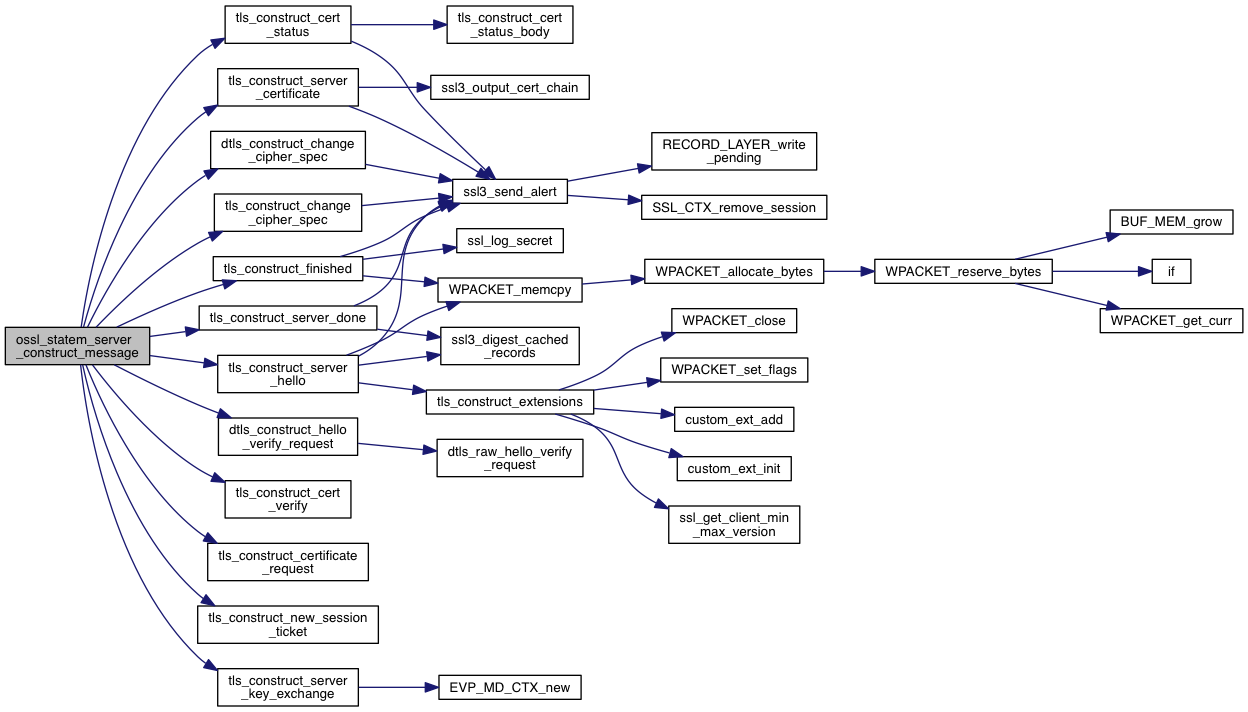 tls_construct_cert
_status
tls_construct_cert
_status_body
tls_construct_server
_certificate
ssl3_output_cert_chain
dtls_construct_change
_cipher_spec
RECORD_LAYER_write
_pending
ssl3_send_alert
tls_construct_change
_cipher_spec
SSL_CTX_remove_session
BUF_MEM_grow
ssl_log_secret
tls_construct_finished
WPACKET_allocate_bytes
WPACKET_reserve_bytes
if
WPACKET_memcpy
WPACKET_get_curr
tls_construct_server_done
WPACKET_close
ossl_statem_server
_construct_message
ssl3_digest_cached
_records
tls_construct_server
_hello
WPACKET_set_flags
tls_construct_extensions
custom_ext_add
dtls_construct_hello
_verify_request
dtls_raw_hello_verify
_request
custom_ext_init
tls_construct_cert
_verify
ssl_get_client_min
_max_version
tls_construct_certificate
_request
tls_construct_new_session
_ticket
tls_construct_server
_key_exchange
EVP_MD_CTX_new